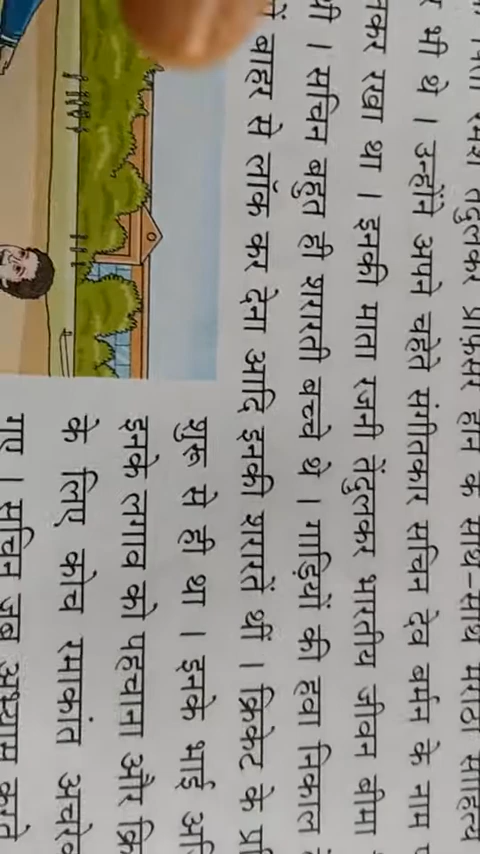 रमेश तेंदुलकर प्रोफ़ेसर होने के साथ-साथ मराठी साहित्य
भी थे । उन्होंने अपने चहेते संगीतकार सचिन देव बर्मन के नाम
रखा था । इनकी माता रजनी तेंदुलकर भारतीय जीवन बीमा
थी । सचिन बहुत ही शरारती बच्चे थे । गाड़ियों की हवा निकाल
बाहर से लॉक कर देना आदि इनकी शरारतें थीं । क्रिकेट के
शुरू से ही था । इनके भाई
इनके लगाव को पहचाना और
के लिए कोच रमाकांत
गए । सचिन जब अभ्यास करते